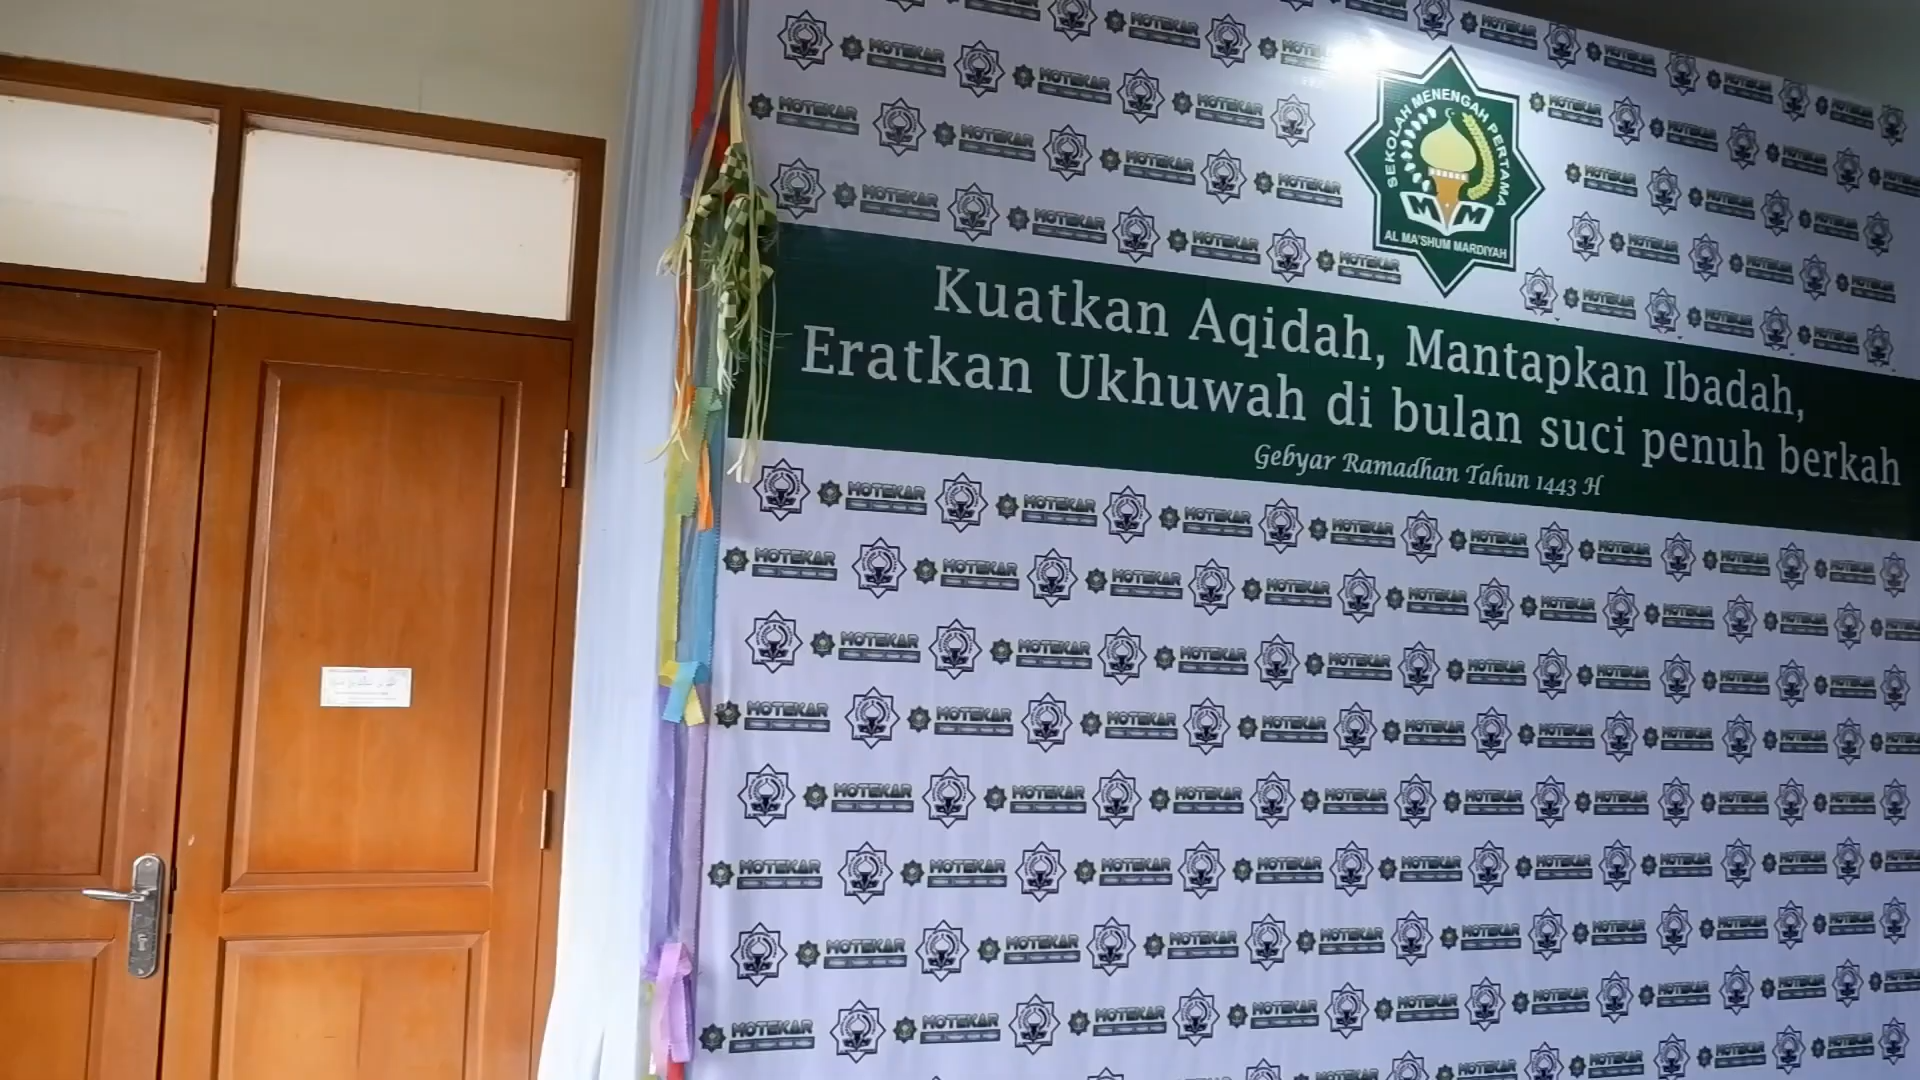 SEKOLAH MENENGAH PERTAMA
MM
AL MA'SHUM MARDIYAH
Kuatkan Aqidah, Mantapkan Ibadah,
Eratkan Ukhuwah di bulan suci penuh berkah
Gebyar Ramadhan Tahun 1443 H
MOTEKAR